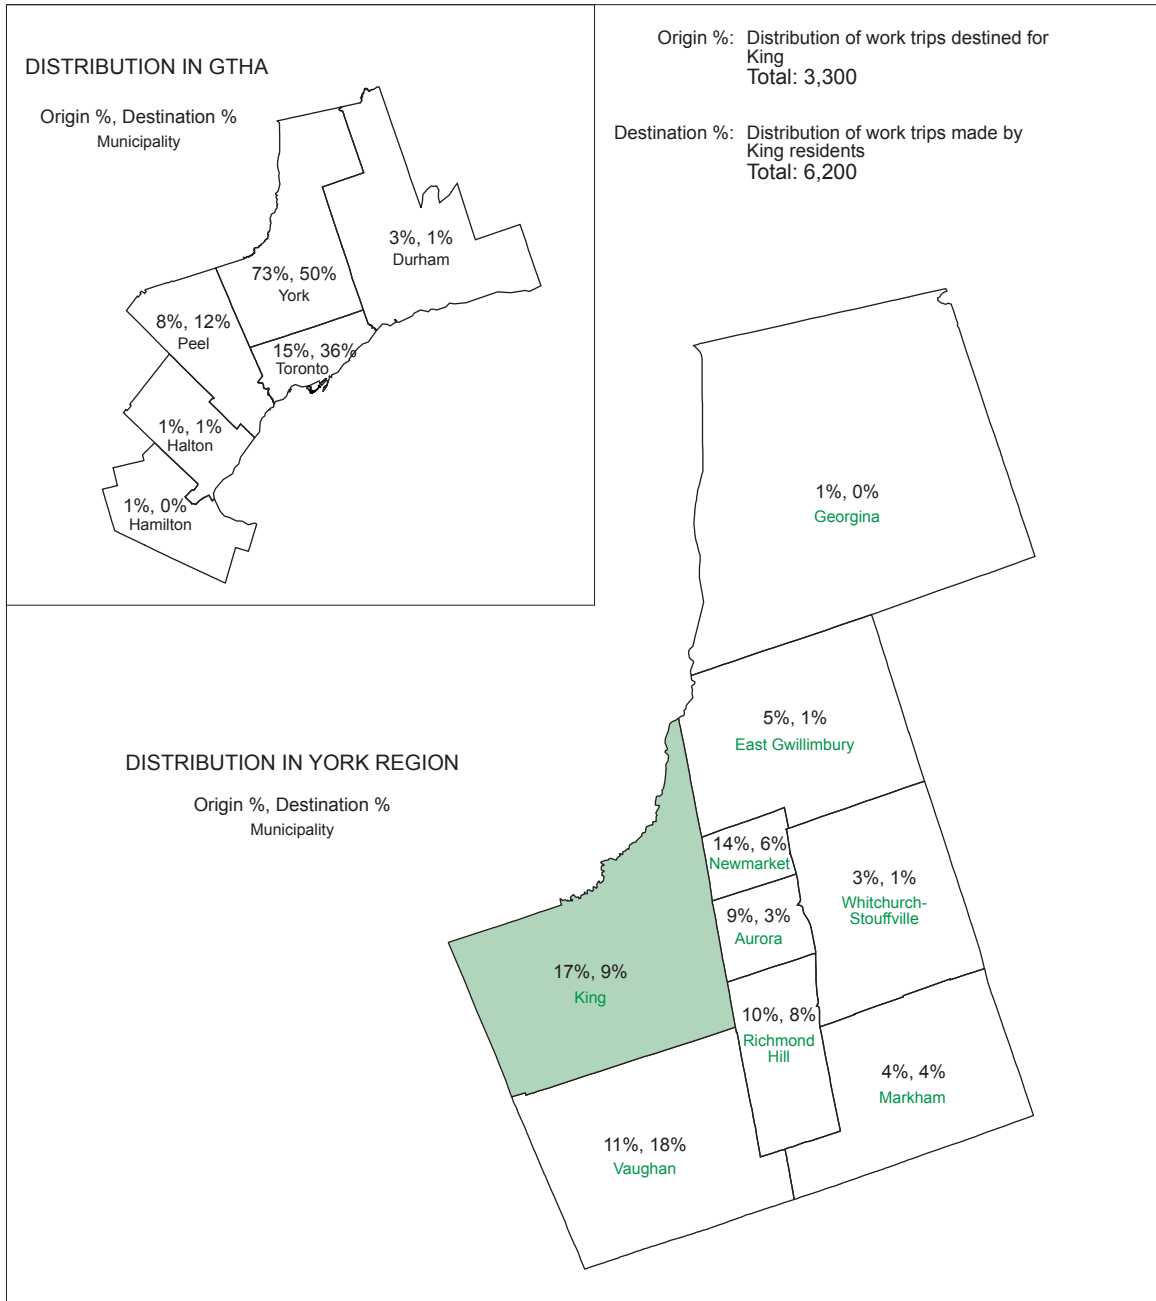 DISTRIBUTION IN GTHA
Origin %, Destination %
Municipality
3%, 1%
Durham
73%, 50%
York
8%, 12%
Peel
15%, 36%
Toronto
1%, 1%
Halton
1%, 0%
Hamilton
Origin %: Distribution of work trips destined for
King
Total: 3,300
Destination %: Distribution of work trips made by
King residents
Total: 6,200
DISTRIBUTION IN YORK REGION
Origin %, Destination %
Municipality
1%, 0%
Georgina
5%, 1%
East Gwillimbury
14%, 6%
Newmarket
3%, 1%
Whitchurch-
Stouffville
9%, 3%
Aurora
17%, 9%
King
10%, 8%
Richmond
Hill
4%, 4%
Markham
11%, 18%
Vaughan